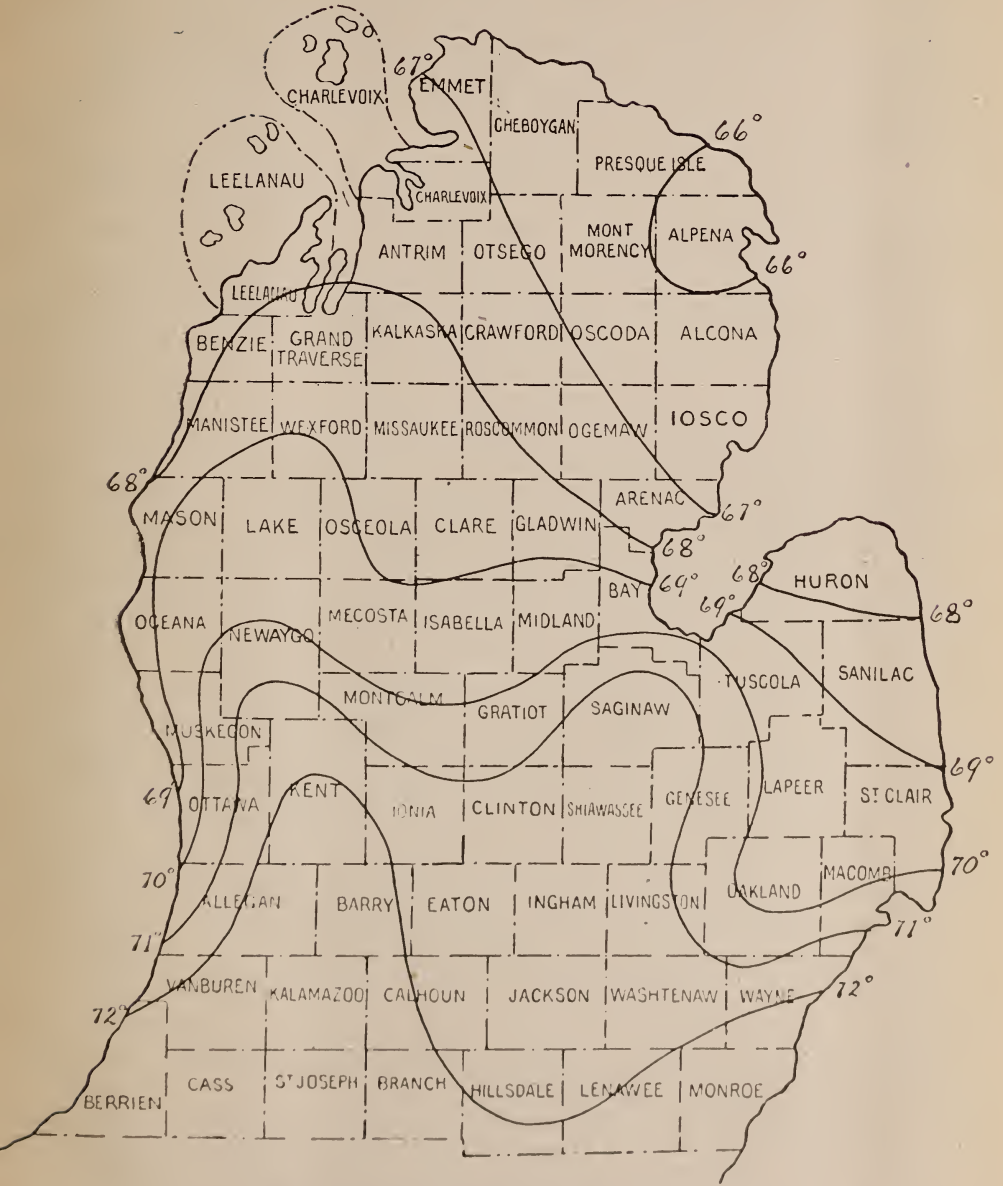 67°
EMMET
CHARLEVOIX
CHEBOYGAN
66°
PRESQUE ISLE
LEELANAU
CHARLEVOIX
ANTRIM
OTSEGO
MONT
MORENCY
ALPENA
66°
LEELANAU
BENZIE
GRAND
TRAVERSE
KALKASKA
CRAWFORD
OSCODA
ALCONA
MANISTEE
WEXFORD
MISSAUKEE
ROSCOMMON
OGEMAW
IOSCO
68°
ARENAC
67°
MASON
LAKE
OSCEOLA
CLARE
GLADWIN
68°
69°
68°
HURON
BAY
69°
68°
OCEANA
NEWAYGO
MECOSTA
ISABELLA
MIDLAND
TUSCOLA
SANILAC
MONTCALM
GRATIOT
SAGINAW
MUSKEGON
69°
69°
OTTAWA
KENT
IONIA
CLINTON
SHIAWASSEE
GENESEE
LAPEER
ST CLAIR
70°
70°
ALLEGAN
BARRY
EATON
INGHAM
LIVINGSTON
OAKLAND
MACOMB
71°
71°
VANBUREN
KALAMAZOO
CALHOUN
JACKSON
WASHTENAW
WAYNE
72°
72°
BERRIEN
CASS
ST JOSEPH
BRANCH
HILLSDALE
LENAWEE
MONROE